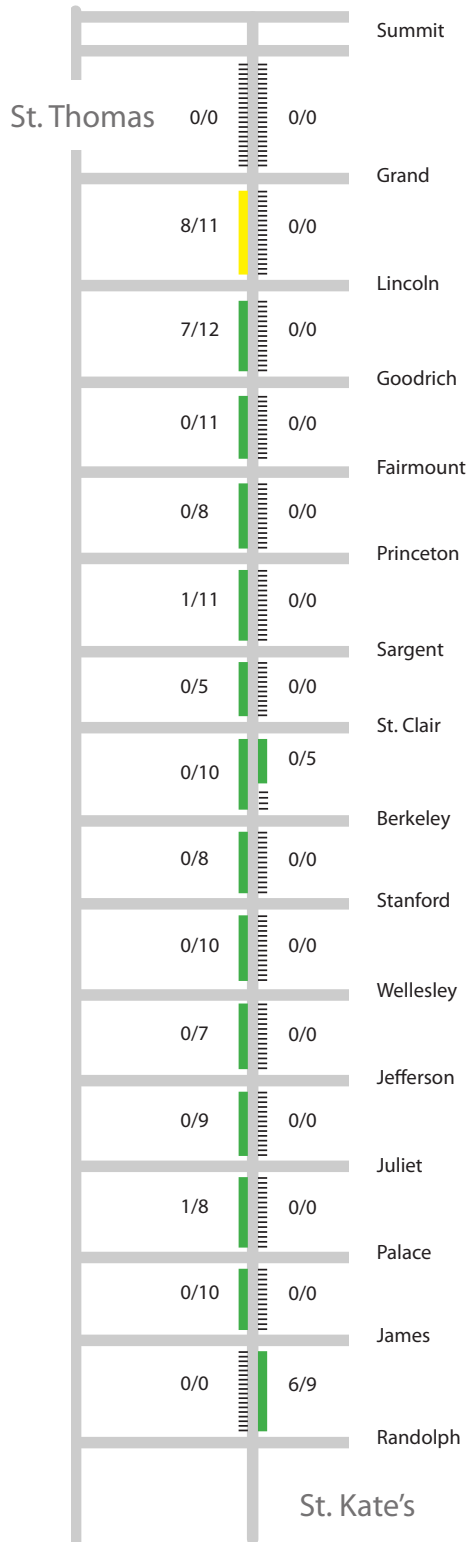 Summit
St. Thomas 0/0 0/0
Grand
8/11 0/0
Lincoln
7/12 0/0
Goodrich
0/11 0/0
Fairmount
0/8 0/0
Princeton
1/11 0/0
Sargent
0/5 0/0
St. Clair
0/10 0/5
Berkeley
0/8 0/0
Stanford
0/10 0/0
Wellesley
0/7 0/0
Jefferson
0/9 0/0
Juliet
1/8 0/0
Palace
0/10 0/0
James
0/0 6/9
Randolph
St. Kate's